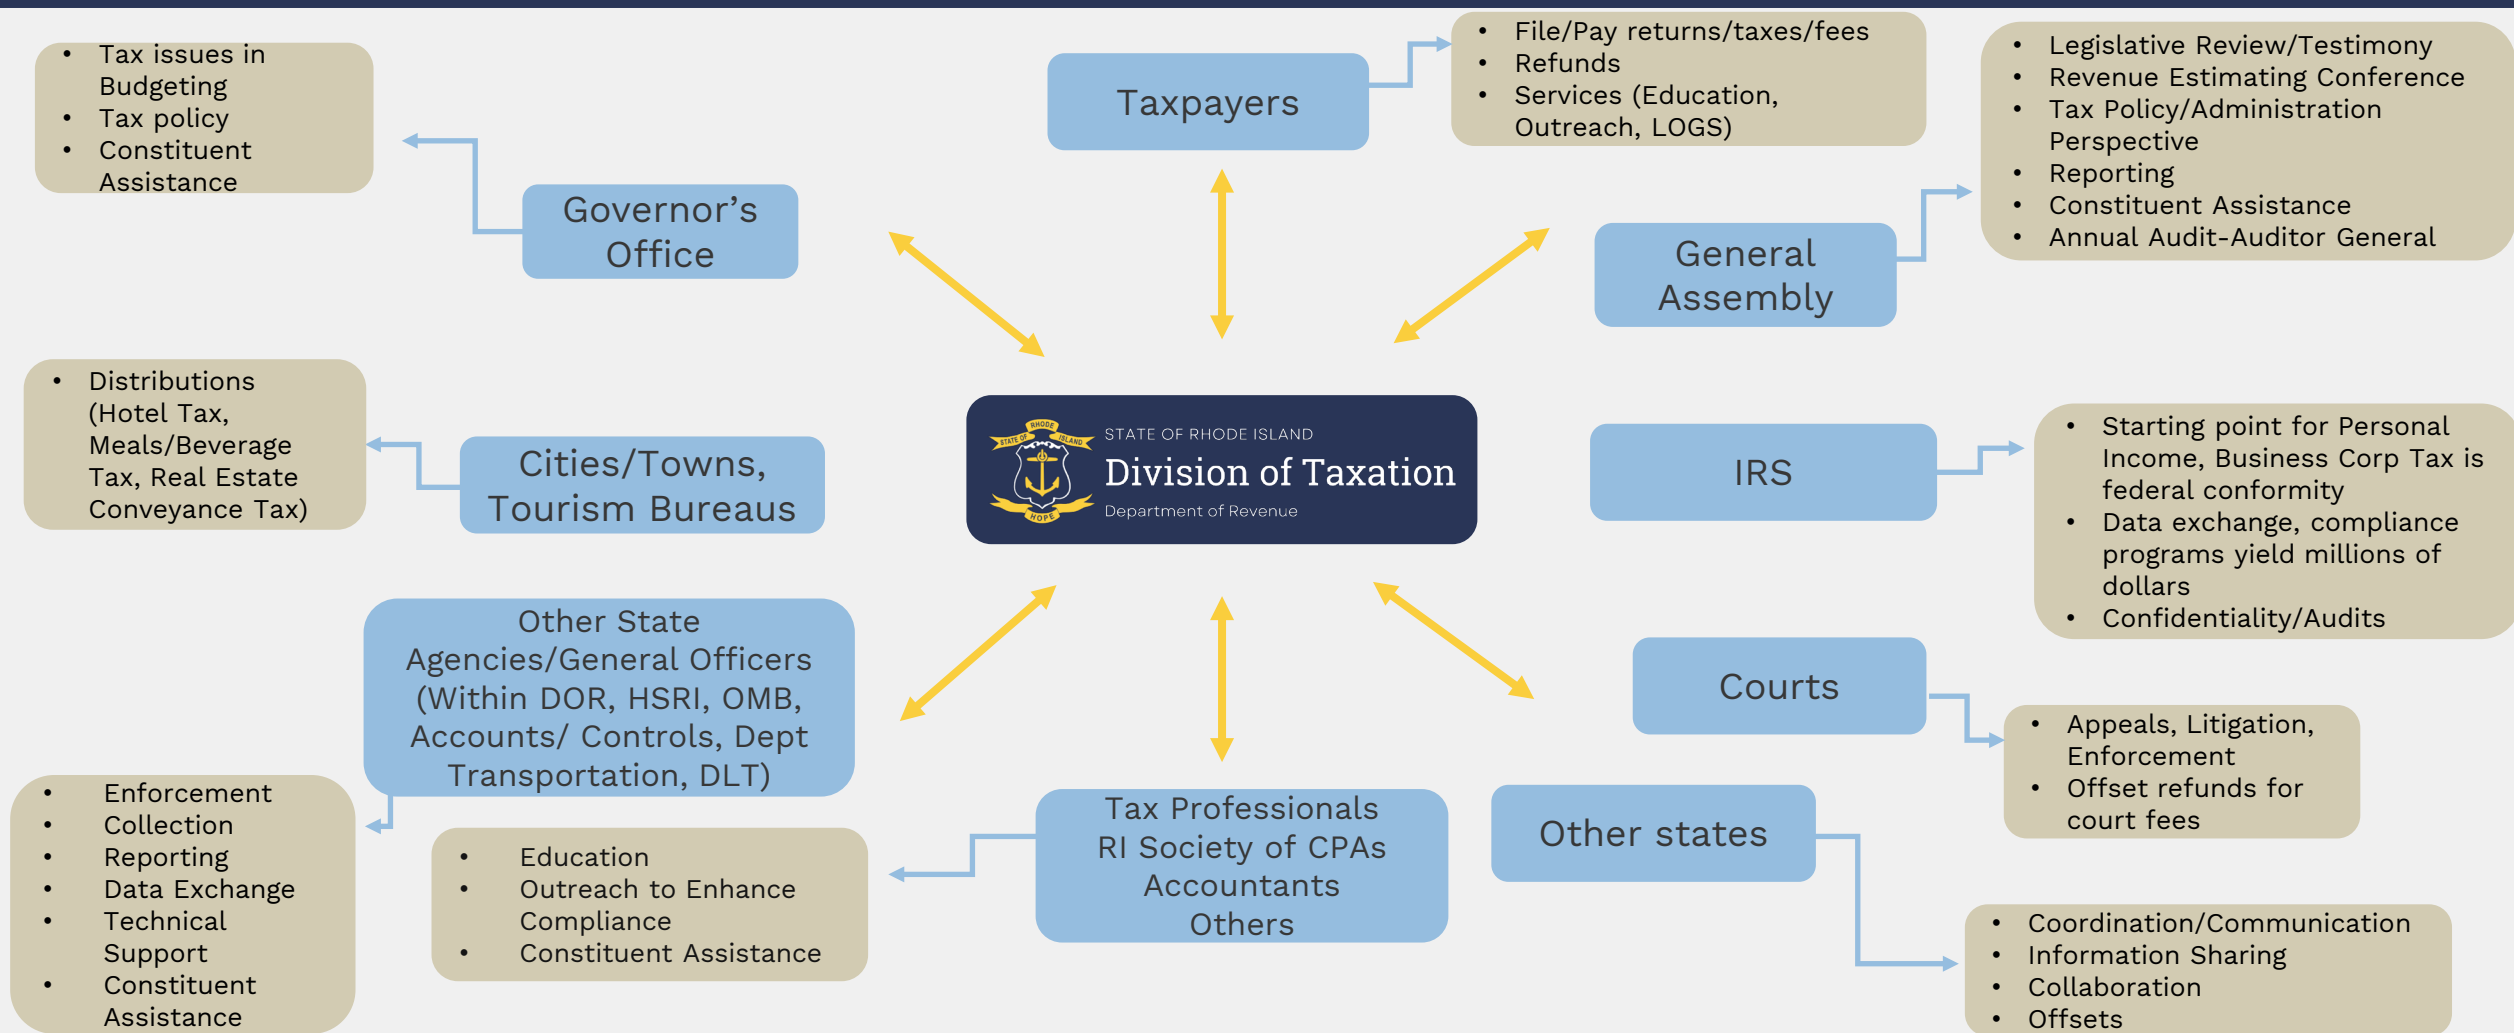 • Tax issues in
Budgeting
• Tax policy
• Constituent
Assistance
Governor’s
Office
Taxpayers
• File/Pay returns/taxes/fees
• Refunds
• Services (Education,
Outreach, LOGS)
General
Assembly
• Legislative Review/Testimony
• Revenue Estimating Conference
• Tax Policy/Administration
Perspective
• Reporting
• Constituent Assistance
• Annual Audit-Auditor General
• Distributions
(Hotel Tax,
Meals/Beverage
Tax, Real Estate
Conveyance Tax)
Cities/Towns,
Tourism Bureaus
STATE OF RHODE ISLAND
HOPE
STATE OF RHODE ISLAND
Division of Taxation
Department of Revenue
IRS
• Starting point for Personal
Income, Business Corp Tax is
federal conformity
• Data exchange, compliance
programs yield millions of
dollars
• Confidentiality/Audits
Other State
Agencies/General Officers
(Within DOR, HSRI, OMB,
Accounts/ Controls, Dept
Transportation, DLT)
• Enforcement
• Collection
• Reporting
• Data Exchange
• Technical
Support
• Constituent
Assistance
• Education
• Outreach to Enhance
Compliance
• Constituent Assistance
Tax Professionals
RI Society of CPAs
Accountants
Others
Courts
• Appeals, Litigation,
Enforcement
• Offset refunds for
court fees
Other states
• Coordination/Communication
• Information Sharing
• Collaboration
• Offsets